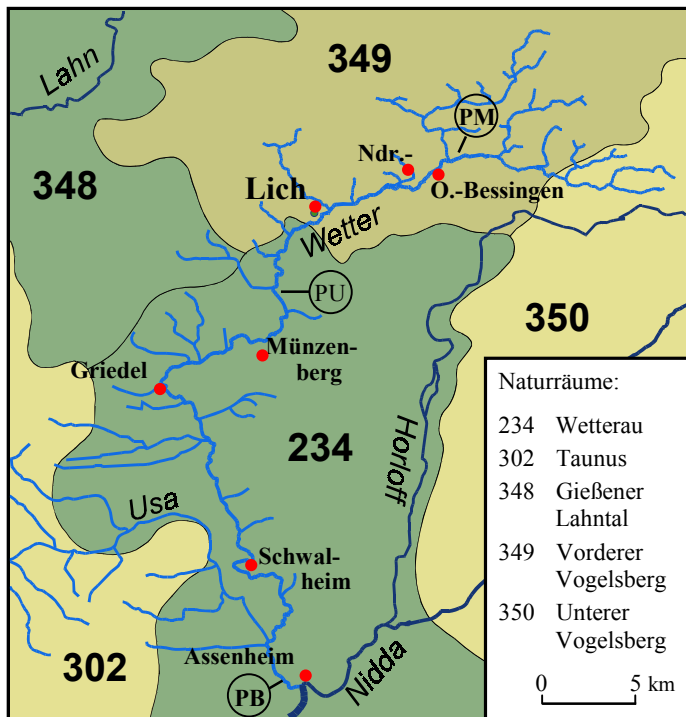 349
Lahn
PM
Ndr.-
348
Lich
O.-Bessingen
Wetter
PU
350
Münzen-
berg
Griedel
Naturräume:
234 Wetterau
302 Taunus
348 Gießener
Lahntal
349 Vorderer
Vogelsberg
350 Unterer
Vogelsberg
0 5 km
Horloff
234
Usa
Schwal-
heim
Assenheim
302
PB
Nidda